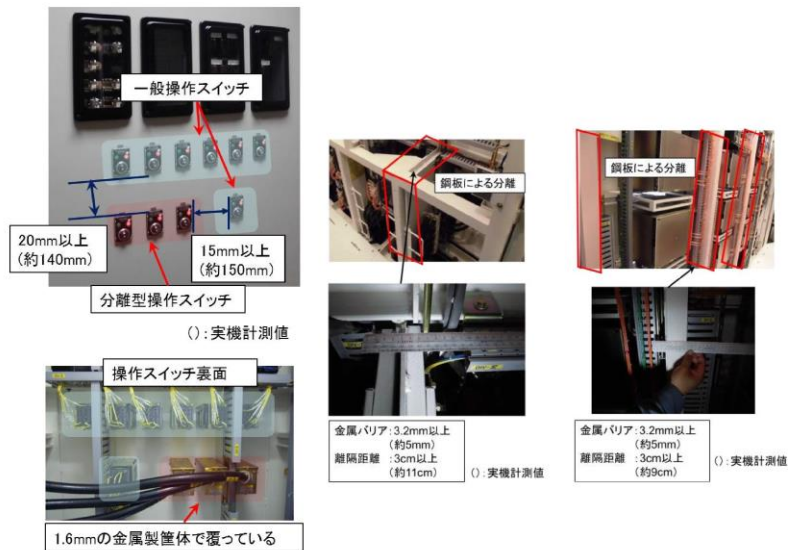 一般操作スイッチ
20mm以上
(約140mm)
15mm以上
(約150mm)
分離型操作スイッチ
():実機計測値
操作スイッチ裏面
1.6mmの金属製筐体で覆っている
鋼板による分離
金属バリア:3.2mm以上
(約5mm)
離隔距離 :3cm以上
(約11cm)
():実機計測値
鋼板による分離
金属バリア:3.2mm以上
(約5mm)
離隔距離 :3cm以上
(約9cm)
():実機計測値